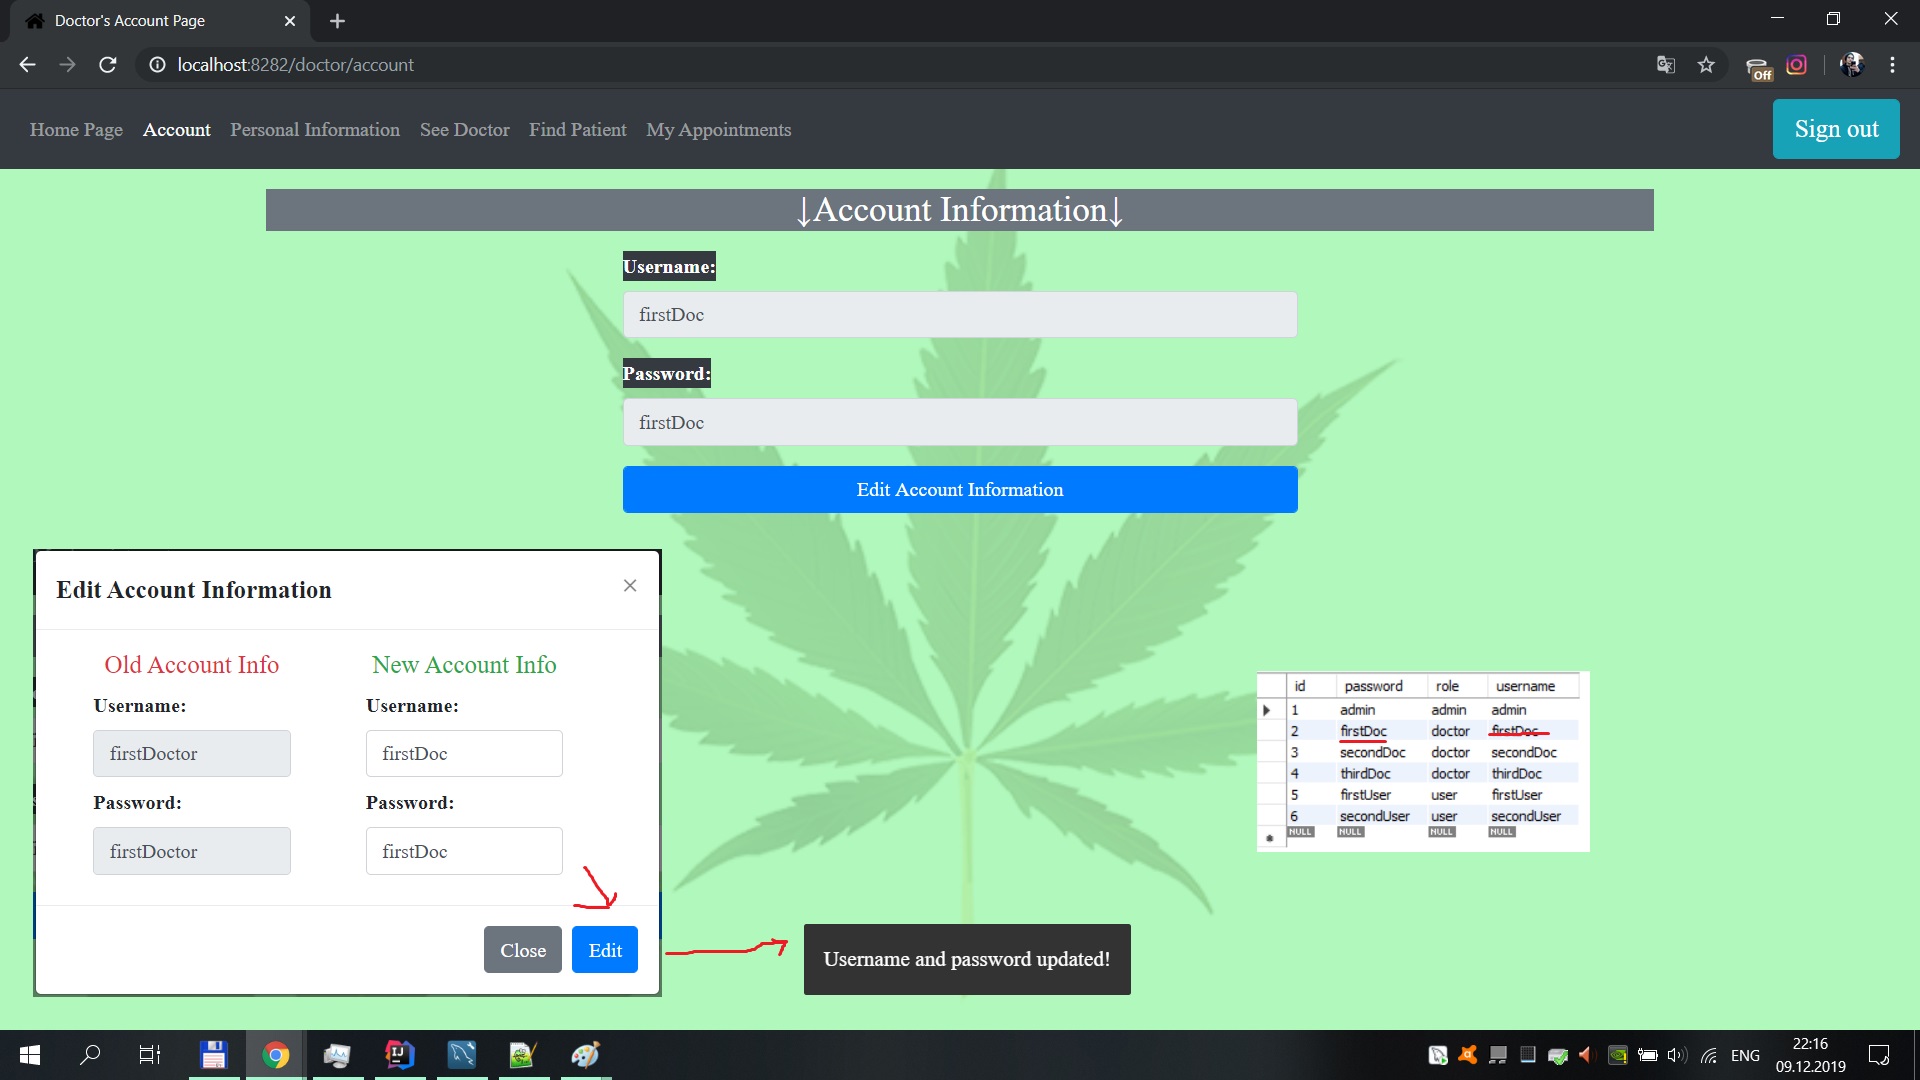 Doctor's Account Page
localhost:8282/doctor/account
Off
Home Page Account Personal Information See Doctor Find Patient My Appointments
Sign out
↓Account Information↓
Username:
firstDoc
Password:
firstDoc
Edit Account Information
Edit Account Information
×
Old Account Info
New Account Info
Username:
Username:
firstDoctor
firstDoc
Password:
Password:
firstDoctor
firstDoc
Close
Edit
Username and password updated!
id password role username
1 admin admin admin
2 firstDoc doctor firstDoc
3 secondDoc doctor secondDoc
4 thirdDoc doctor thirdDoc
5 firstUser user firstUser
6 secondUser user secondUser
NULL NULL NULL NULL
ENG
22:16
09.12.2019